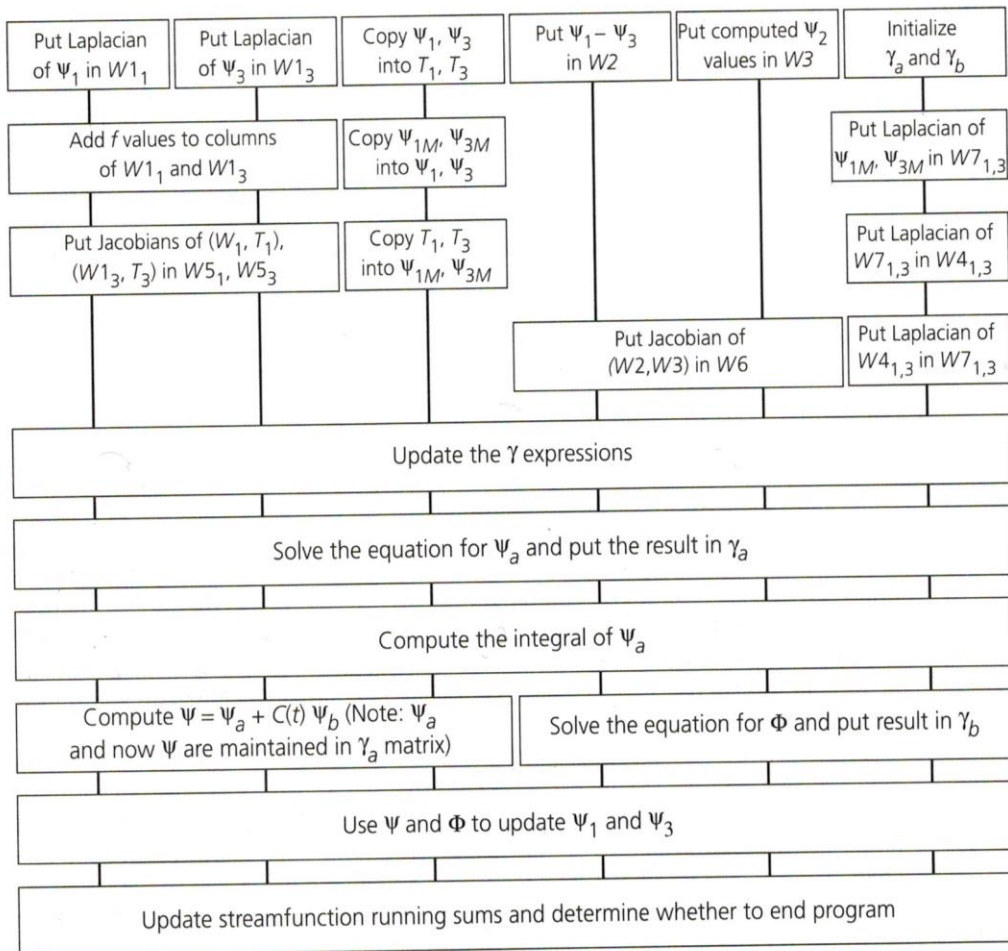 Put Laplacian
of Ψ₁ in W1₁
Put Laplacian
of Ψ₃ in W1₃
Copy Ψ₁, Ψ₃
into T₁, T₃
Put Ψ₁ – Ψ₃
in W2
Put computed Ψ₂
values in W3
Initialize
γₐ and γ_b
Add f values to columns
of W1₁ and W1₃
Copy Ψ₁M, Ψ₃M
into Ψ₁, Ψ₃
Put Laplacian of
Ψ₁M, Ψ₃M in W7₁,₃
Put Jacobians of (W₁, T₁),
(W1₃, T₃) in W5₁, W5₃
Copy T₁, T₃
into Ψ₁M, Ψ₃M
Put Laplacian of
W7₁,₃ in W4₁,₃
Put Jacobian of
(W2,W3) in W6
Put Laplacian of
W4₁,₃ in W7₁,₃
Update the γ expressions
Solve the equation for Ψₐ and put the result in γₐ
Compute the integral of Ψₐ
Compute Ψ = Ψₐ + C(t) Ψ_b (Note: Ψₐ
and now Ψ are maintained in γₐ matrix)
Solve the equation for Φ and put result in γ_b
Use Ψ and Φ to update Ψ₁ and Ψ₃
Update streamfunction running sums and determine whether to end program